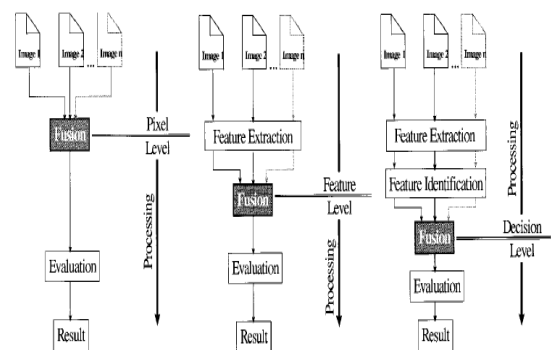 Image 1
Image 2
...
Image n
Fusion
Pixel
Level
Processing
Evaluation
Result
Image 1
Image 2
...
Image n
Feature Extraction
Fusion
Feature
Level
Processing
Evaluation
Result
Image 1
Image 2
...
Image n
Feature Extraction
Feature Identification
Processing
Fusion
Decision
Level
Evaluation
Result